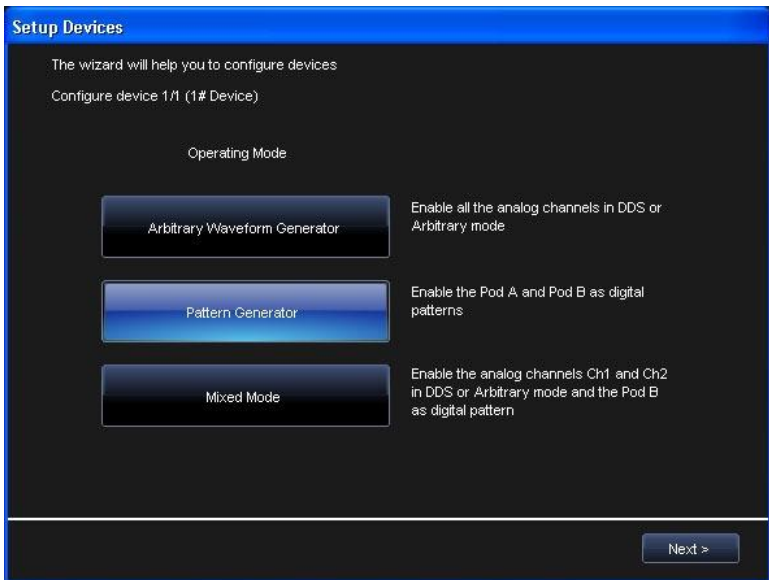 Setup Devices
The wizard will help you to configure devices
Configure device 1/1 (1# Device)
Operating Mode
Arbitrary Waveform Generator
Enable all the analog channels in DDS or
Arbitrary mode
Pattern Generator
Enable the Pod A and Pod B as digital
patterns
Mixed Mode
Enable the analog channels Ch1 and Ch2
in DDS or Arbitrary mode and the Pod B
as digital pattern
Next >